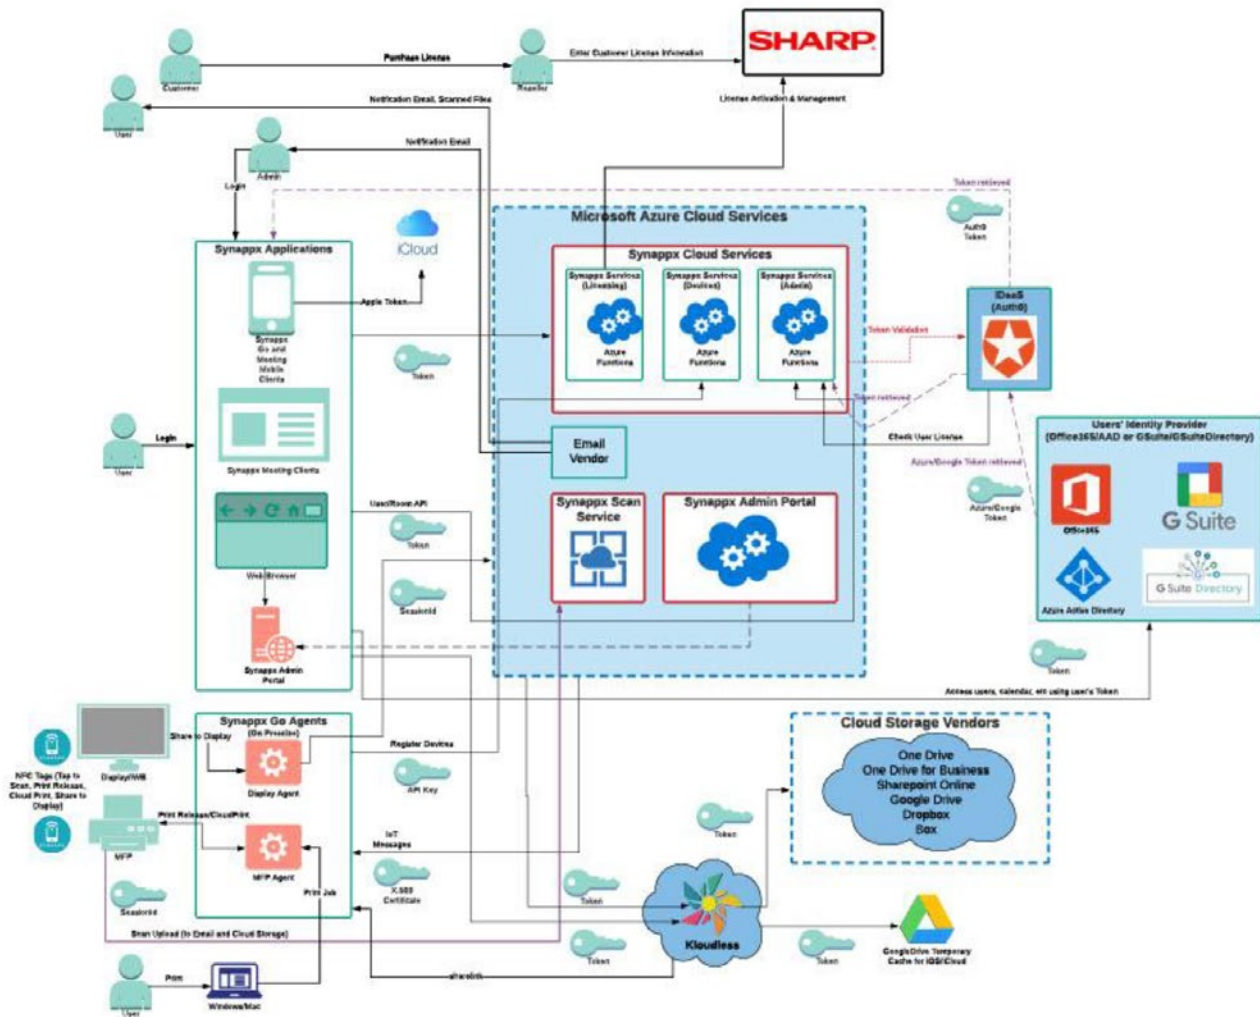 SHARP
Purchase License
Enter Customer License Information
Customer
Reseller
License Activation & Management
Notification Email, Scanned Files
User
Notification Email
Admin
Login
Token retrieved
Auth0
Token
Microsoft Azure Cloud Services
Synappx Applications
iCloud
Synappx Cloud Services
Synappx Services
(Licensing)
Synappx Services
(Devices)
Synappx Services
(Admin)
Azure
Functions
Azure
Functions
Azure
Functions
IDaaS
(Auth0)
Apple Token
Synappx
Go and
Meeting
Mobile
Clients
Token
Token Validation
Token retrieved
Check User License
Users' Identity Provider
(Office365/AAD or GSuite/GSuiteDirectory)
Login
User
Synappx Meeting Clients
Email
Vendor
Azure/Google Token retrieved
Azure/Google
Token
Office365
G Suite
User/Room API
Token
Synappx Scan
Service
Synappx Admin Portal
Web Browser
SessionId
Azure Active Directory
G Suite Directory
Synappx Admin
Portal
Token
Access users, calendar, etc using user's Token
Synappx Go Agents
(On Premise)
Share to Display
Display/IWB
Display Agent
Register Devices
API Key
NFC Tags (Tap to
Scan, Print Release,
Cloud Print, Share to
Display)
Print Release/CloudPrint
MFP
MFP Agent
Print Job
IoT
Messages
X.509
Certificate
SessionId
Scan Upload (to Email and Cloud Storage)
Cloud Storage Vendors
One Drive
One Drive for Business
Sharepoint Online
Google Drive
Dropbox
Box
Token
Token
Token
Kloudless
Token
GoogleDrive Temporary
Cache for iOS/iCloud
sharelink
Print
User
Windows/Mac